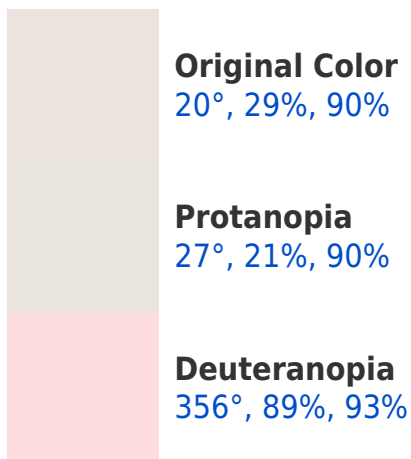 Original Color
20°, 29%, 90%
Protanopia
27°, 21%, 90%
Deuteranopia
356°, 89%, 93%